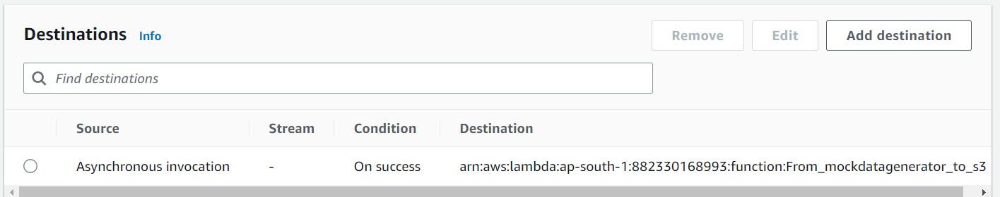 Destinations Info Remove Edit Add destination
Find destinations
Source Stream Condition Destination
Asynchronous invocation - On success arn:aws:lambda:ap-south-1:882330168993:function:From_mockdatagenerator_to_s3